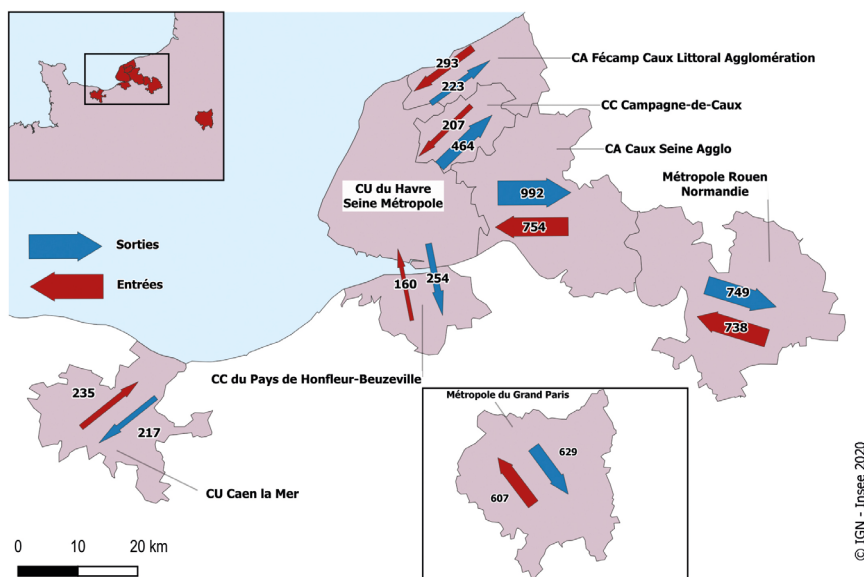 293
223
CA Fécamp Caux Littoral Agglomération
207
464
CC Campagne-de-Caux
CA Caux Seine Agglo
CU du Havre
Seine Métropole
Métropole Rouen
Normandie
992
754
Sorties
Entrées
160
254
749
738
CC du Pays de Honfleur-Beuzeville
235
217
CU Caen la Mer
Métropole du Grand Paris
629
607
0 10 20 km
© IGN - Insee 2020